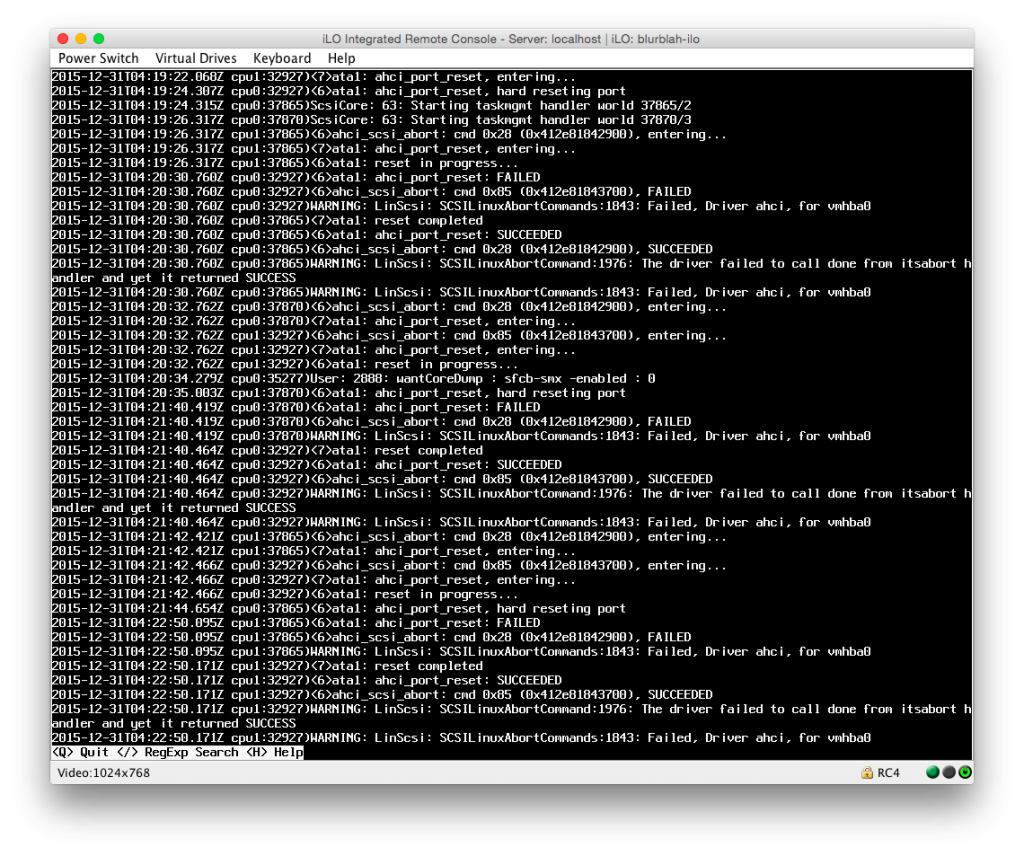 iLO Integrated Remote Console - Server: localhost | iLO: blurblah-ilo
Power Switch Virtual Drives Keyboard Help
2015-12-31T04:19:22.068Z cpu1:32927)<7>ata1: ahci_port_reset, entering...
2015-12-31T04:19:24.307Z cpu0:37865)<6>ata1: ahci_port_reset, hard reseting port
2015-12-31T04:19:24.315Z cpu0:37865)ScsiCore: 63: Starting taskmgmt handler world 37865/2
2015-12-31T04:19:26.317Z cpu0:37870)ScsiCore: 63: Starting taskmgmt handler world 37870/3
2015-12-31T04:19:26.317Z cpu1:32927)<6>ahci_scsi_abort: cmd 0x28 (0x412e81842900), entering...
2015-12-31T04:19:26.317Z cpu1:32927)<7>ata1: ahci_port_reset, entering...
2015-12-31T04:19:26.317Z cpu1:32927)<6>ata1: reset in progress...
2015-12-31T04:20:30.760Z cpu0:32927)<6>ata1: ahci_port_reset: FAILED
2015-12-31T04:20:30.760Z cpu0:32927)<6>ahci_scsi_abort: cmd 0x85 (0x412e81843700), FAILED
2015-12-31T04:20:30.760Z cpu0:32927)WARNING: LinScsi: SCSILinuxAbortCommands:1843: Failed, Driver ahci, for vmhba0
2015-12-31T04:20:30.760Z cpu0:37865)<7>ata1: reset completed
2015-12-31T04:20:30.760Z cpu0:37865)<6>ata1: ahci_port_reset: SUCCEEDED
2015-12-31T04:20:30.760Z cpu0:37865)<6>ahci_scsi_abort: cmd 0x28 (0x412e81842900), SUCCEEDED
2015-12-31T04:20:30.760Z cpu0:37865)WARNING: LinScsi: SCSILinuxAbortCommand:1976: The driver failed to call done from itsabort h
andler and yet it returned SUCCESS
2015-12-31T04:20:30.760Z cpu0:37865)WARNING: LinScsi: SCSILinuxAbortCommands:1843: Failed, Driver ahci, for vmhba0
2015-12-31T04:20:32.762Z cpu0:37870)<6>ahci_scsi_abort: cmd 0x28 (0x412e81842900), entering...
2015-12-31T04:20:32.762Z cpu0:37870)<7>ata1: ahci_port_reset, entering...
2015-12-31T04:20:32.762Z cpu1:32927)<6>ahci_scsi_abort: cmd 0x85 (0x412e81843700), entering...
2015-12-31T04:20:32.762Z cpu1:32927)<7>ata1: ahci_port_reset, entering...
2015-12-31T04:20:32.762Z cpu1:32927)<6>ata1: reset in progress...
2015-12-31T04:20:34.279Z cpu0:35277)User: 2888: wantCoreDump : sfcb-smx -enabled : 0
2015-12-31T04:20:35.003Z cpu1:37870)<6>ata1: ahci_port_reset, hard reseting port
2015-12-31T04:21:40.419Z cpu0:37870)<6>ata1: ahci_port_reset: FAILED
2015-12-31T04:21:40.419Z cpu0:37870)<6>ahci_scsi_abort: cmd 0x28 (0x412e81842900), FAILED
2015-12-31T04:21:40.419Z cpu0:37870)WARNING: LinScsi: SCSILinuxAbortCommands:1843: Failed, Driver ahci, for vmhba0
2015-12-31T04:21:40.464Z cpu0:32927)<7>ata1: reset completed
2015-12-31T04:21:40.464Z cpu0:32927)<6>ata1: ahci_port_reset: SUCCEEDED
2015-12-31T04:21:40.464Z cpu0:32927)<6>ahci_scsi_abort: cmd 0x85 (0x412e81843700), SUCCEEDED
2015-12-31T04:21:40.464Z cpu0:32927)WARNING: LinScsi: SCSILinuxAbortCommand:1976: The driver failed to call done from itsabort h
andler and yet it returned SUCCESS
2015-12-31T04:21:40.464Z cpu0:32927)WARNING: LinScsi: SCSILinuxAbortCommands:1843: Failed, Driver ahci, for vmhba0
2015-12-31T04:21:42.421Z cpu1:37865)<6>ahci_scsi_abort: cmd 0x28 (0x412e81842900), entering...
2015-12-31T04:21:42.421Z cpu1:37865)<7>ata1: ahci_port_reset, entering...
2015-12-31T04:21:42.466Z cpu0:32927)<6>ahci_scsi_abort: cmd 0x85 (0x412e81843700), entering...
2015-12-31T04:21:42.466Z cpu0:32927)<7>ata1: ahci_port_reset, entering...
2015-12-31T04:21:42.466Z cpu0:32927)<6>ata1: reset in progress...
2015-12-31T04:21:44.654Z cpu0:37865)<6>ata1: ahci_port_reset, hard reseting port
2015-12-31T04:22:50.095Z cpu1:37865)<6>ata1: ahci_port_reset: FAILED
2015-12-31T04:22:50.095Z cpu1:37865)<6>ahci_scsi_abort: cmd 0x28 (0x412e81842900), FAILED
2015-12-31T04:22:50.095Z cpu1:37865)WARNING: LinScsi: SCSILinuxAbortCommands:1843: Failed, Driver ahci, for vmhba0
2015-12-31T04:22:50.171Z cpu1:32927)<7>ata1: reset completed
2015-12-31T04:22:50.171Z cpu1:32927)<6>ata1: ahci_port_reset: SUCCEEDED
2015-12-31T04:22:50.171Z cpu1:32927)<6>ahci_scsi_abort: cmd 0x85 (0x412e81843700), SUCCEEDED
2015-12-31T04:22:50.171Z cpu1:32927)WARNING: LinScsi: SCSILinuxAbortCommand:1976: The driver failed to call done from itsabort h
andler and yet it returned SUCCESS
2015-12-31T04:22:50.171Z cpu1:32927)WARNING: LinScsi: SCSILinuxAbortCommands:1843: Failed, Driver ahci, for vmhba0
<Q> Quit </> RegExp Search <H> Help
Video:1024x768 RC4